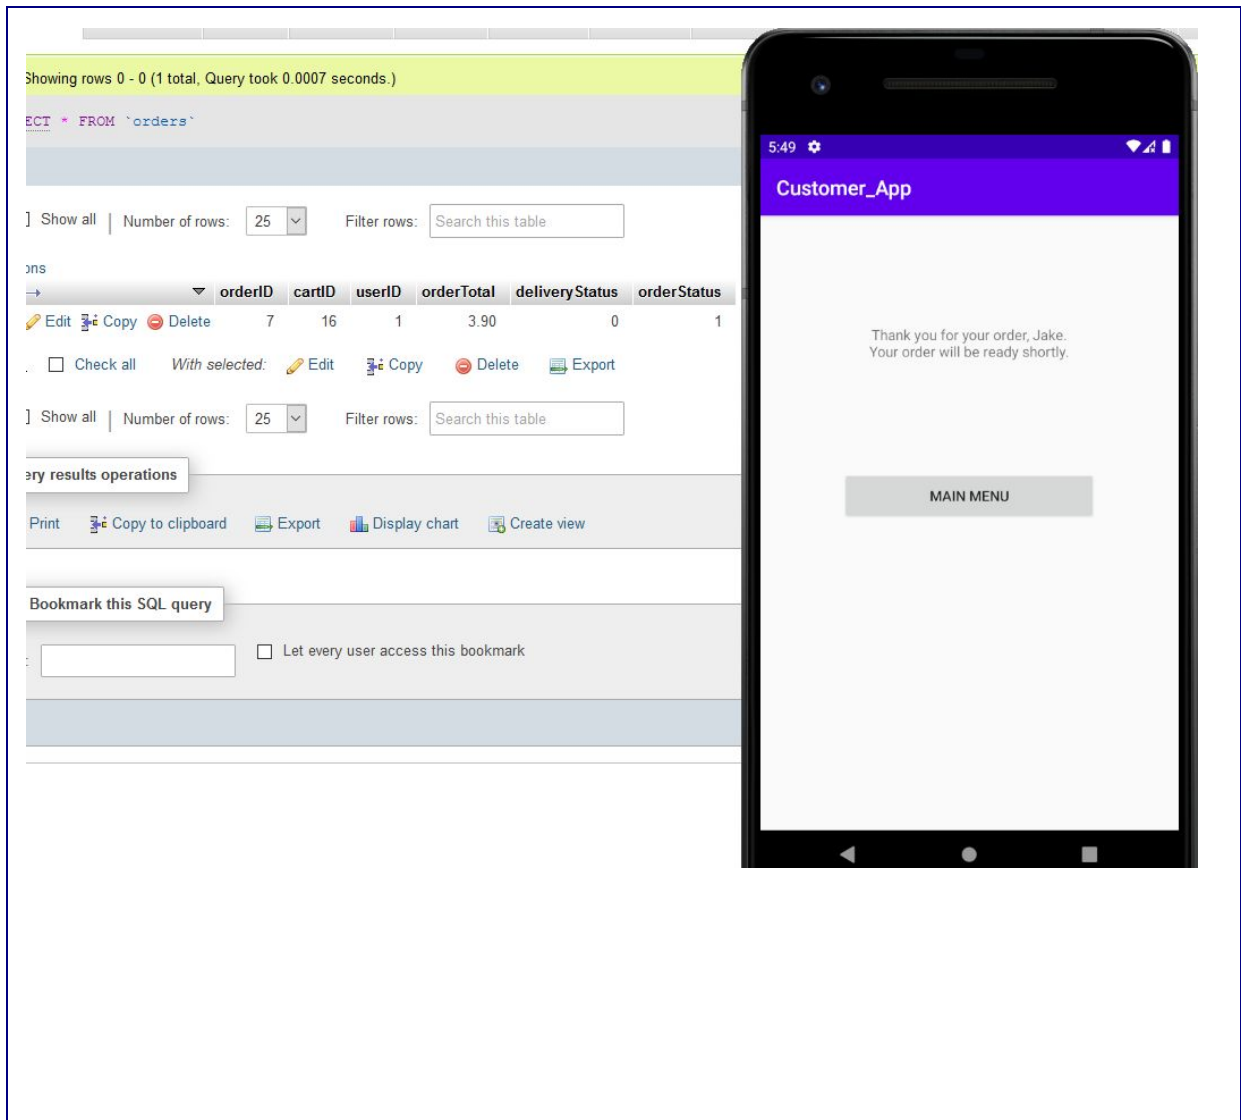 Showing rows 0 - 0 (1 total, Query took 0.0007 seconds.)
ECT * FROM `orders`
Show all | Number of rows: 25 Filter rows: Search this table
ons
orderID cartID userID orderTotal deliveryStatus orderStatus
Edit Copy Delete 7 16 1 3.90 0 1
Check all With selected: Edit Copy Delete Export
Show all | Number of rows: 25 Filter rows: Search this table
ery results operations
Print Copy to clipboard Export Display chart Create view
Bookmark this SQL query
: Let every user access this bookmark
5:49
Customer_App
Thank you for your order, Jake.
Your order will be ready shortly.
MAIN MENU